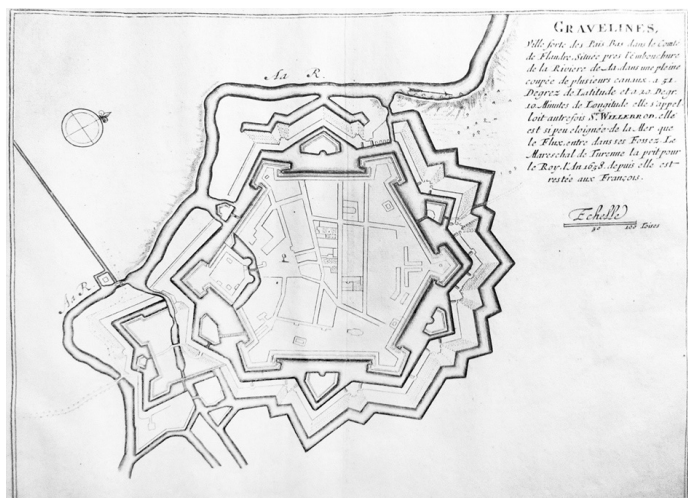 GRAVELINES,
Ville forte des Païs Bas dans le Comté
de Flandre. Située pres l'embouchure
de la Riviere de Aa dans une pleine
coupée de plusieurs canaux. a 51.
Degrez de Latitude et a 20 Degr.
10. Minutes de Longitude elle s'appel
loit autrefois St. WILLEBROD. elle
est si peu eloignée de la Mer que
le Flux entre dans ses Fossez. Le
Mareschal de Turenne la prit pour
le Roy. l'An 1658. depuis elle est
restée aux François.
Echelle
100 Toises
Aa R.
Aa R.